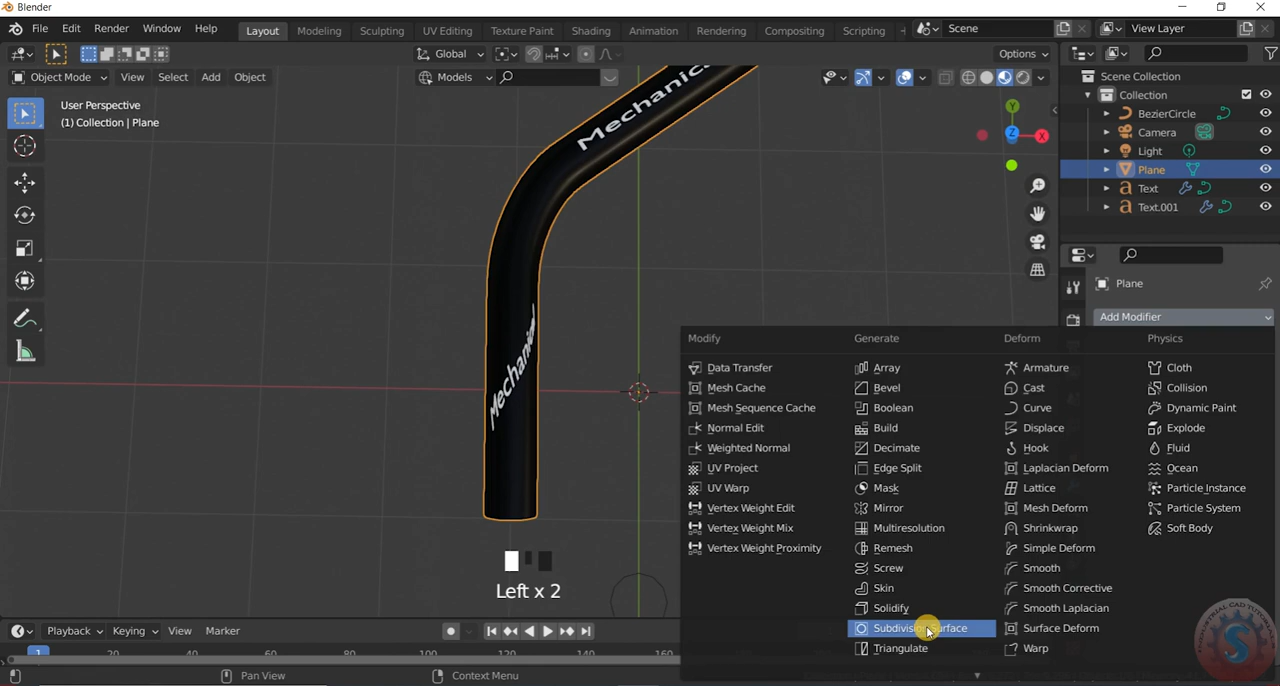 Blender
File Edit Render Window Help Layout Modeling Sculpting UV Editing Texture Paint Shading Animation Rendering Compositing Scripting Scene View Layer
Global Options
Object Mode View Select Add Object Models
User Perspective
(1) Collection | Plane
Mechanica
Mechanical
Y
Z
X
Scene Collection
Collection
BezierCircle
Camera
Light
Plane
Text
Text.001
Plane
Add Modifier
Modify Generate Deform Physics
Data Transfer Array Armature Cloth
Mesh Cache Bevel Cast Collision
Mesh Sequence Cache Boolean Curve Dynamic Paint
Normal Edit Build Displace Explode
Weighted Normal Decimate Hook Fluid
UV Project Edge Split Laplacian Deform Ocean
UV Warp Mask Lattice Particle Instance
Vertex Weight Edit Mirror Mesh Deform Particle System
Vertex Weight Mix Multiresolution Shrinkwrap Soft Body
Vertex Weight Proximity Remesh Simple Deform
Screw Smooth
Skin Smooth Corrective
Solidify Smooth Laplacian
Subdivision Surface Surface Deform
Triangulate Warp
Left x 2
Playback Keying View Marker
1 20 40 60 80 100 120 140 160
Pan View Context Menu